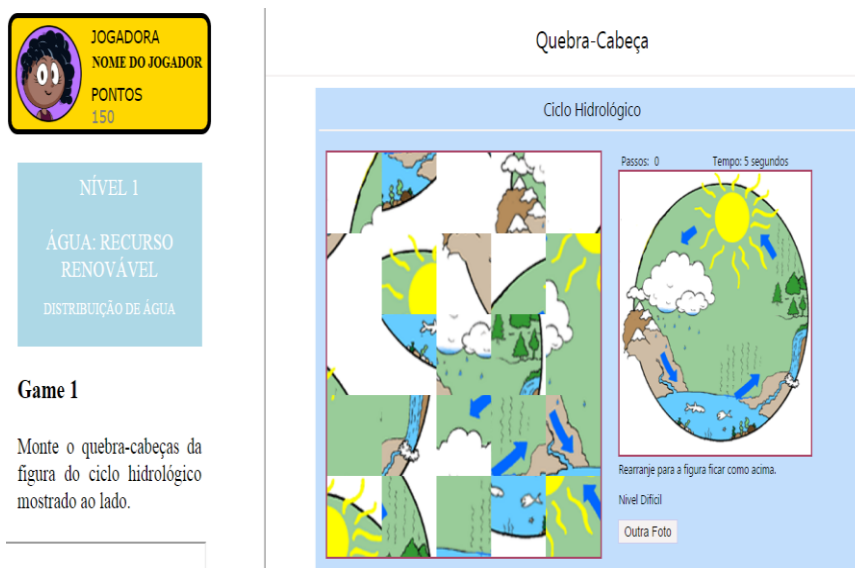 JOGADORA
NOME DO JOGADOR
PONTOS
150
NÍVEL 1
ÁGUA: RECURSO
RENOVÁVEL
DISTRIBUIÇÃO DE ÁGUA
Game 1
Monte o quebra-cabeças da
figura do ciclo hidrológico
mostrado ao lado.
Quebra-Cabeça
Ciclo Hidrológico
Passos: 0 Tempo: 5 segundos
Rearranje para a figura ficar como acima.
Nivel Difícil
Outra Foto